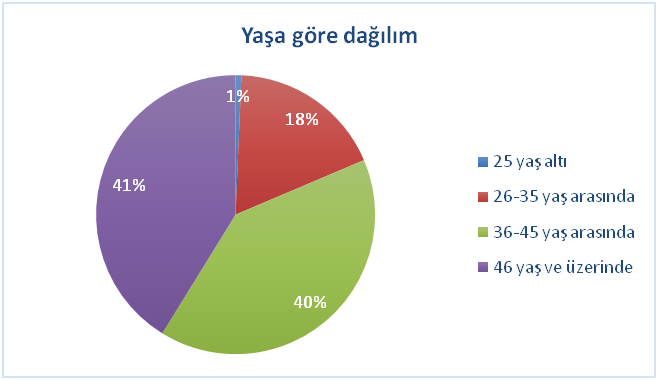 Yaşa göre dağılım
1%
18%
41%
40%
25 yaş altı
26-35 yaş arasında
36-45 yaş arasında
46 yaş ve üzerinde